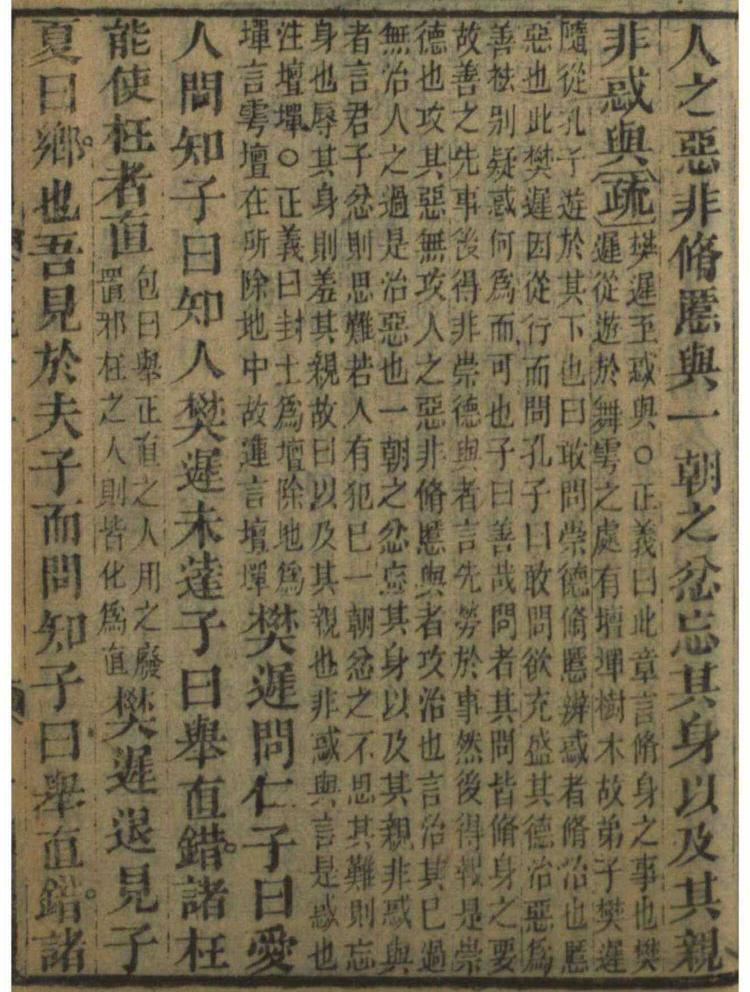 人之惡非脩慝與一朝之忿忘其身以及其親
非惑與疏
樊遲至惑與○正義曰此章言脩身之事也樊
遲從遊於舞雩之處有壇墠樹木故弟子樊遲
隨從孔子遊於其下也曰敢問崇德脩慝辨惑者脩治也慝
惡也此樊遲因從行而問孔子曰敢問欲充盛其德治惡爲
善袪别疑惑何爲而可也子曰善哉問者其問皆脩身之要
故善之先事後得非崇德與者言先勞於事然後得報是崇
德也攻其惡無攻人之惡非脩慝與者攻治也言治其已過
無治人之過是治惡也一朝之忿忘其身以及其親非惑與
者言君子忿則思難若人有犯已一朝忿之不思其難則忘
身也辱其身則羞其親故曰以及其親也非惑與言是惑也
注壇墠○正義曰封土爲壇除地爲
墠言雩壇在所除地中故連言壇墠
樊遲問仁子曰愛
人問知子曰知人樊遲未達子曰舉直錯諸枉
能使枉者直
包曰舉正直之人用之廢
置邪枉之人則皆化爲直
樊遲退見子
夏曰鄉也吾見於夫子而問知子曰舉直錯諸